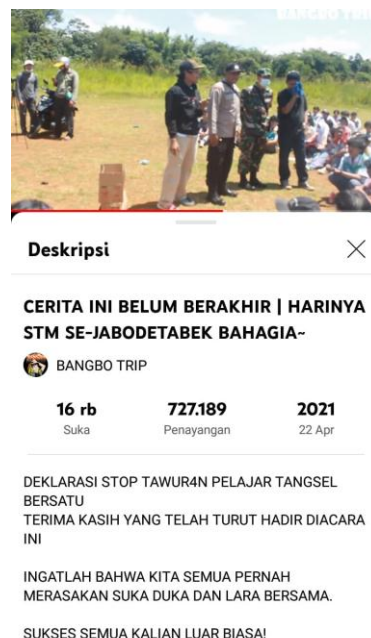 BANGBO TRIP
Deskripsi
CERITA INI BELUM BERAKHIR | HARINYA
STM SE-JABODETABEK BAHAGIA~
BANGBO TRIP
16 rb
727.189
2021
Suka
Penayangan
22 Apr
DEKLARASI STOP TAWUR4N PELAJAR TANGSEL
BERSATU
TERIMA KASIH YANG TELAH TURUT HADIR DIACARA
INI
INGATLAH BAHWA KITA SEMUA PERNAH
MERASAKAN SUKA DUKA DAN LARA BERSAMA.
SUKSES SEMUA KALIAN LUAR BIASA!